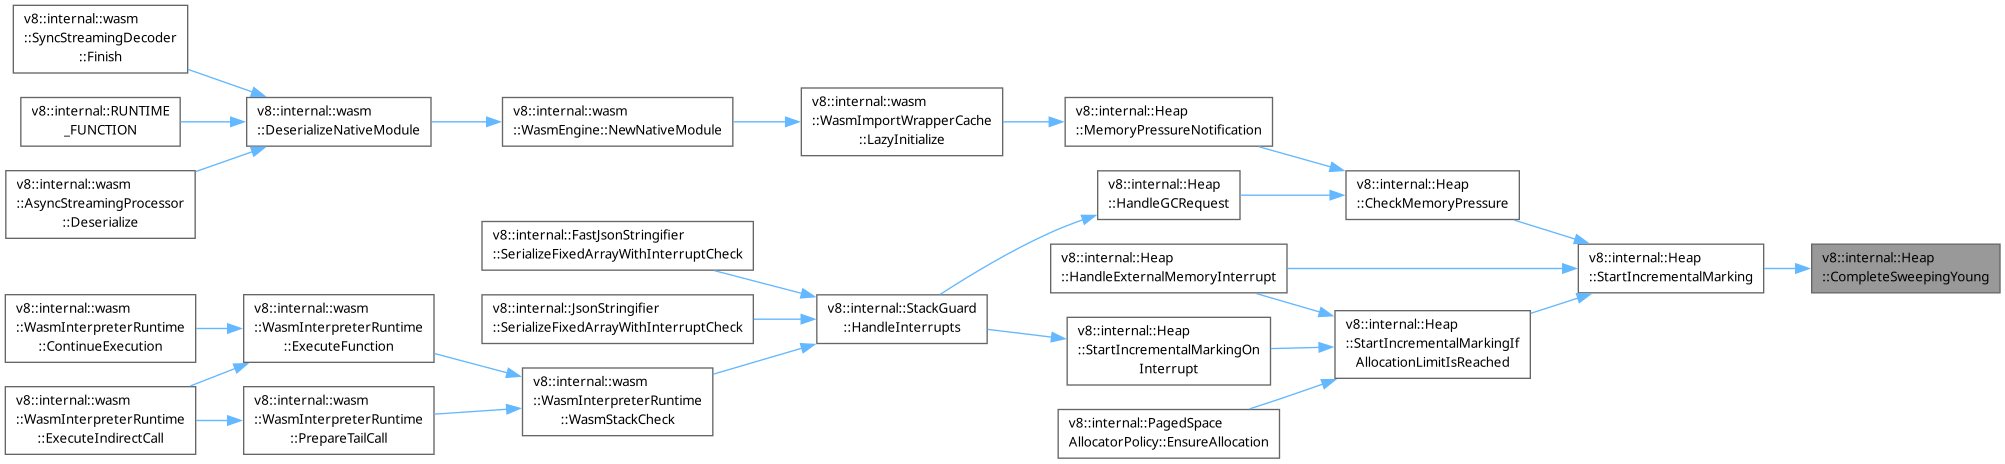 v8::internal::wasm
::SyncStreamingDecoder
::Finish
v8::internal::RUNTIME
_FUNCTION
v8::internal::wasm
::AsyncStreamingProcessor
::Deserialize
v8::internal::wasm
::DeserializeNativeModule
v8::internal::wasm
::WasmEngine::NewNativeModule
v8::internal::wasm
::WasmImportWrapperCache
::LazyInitialize
v8::internal::Heap
::MemoryPressureNotification
v8::internal::Heap
::HandleGCRequest
v8::internal::Heap
::CheckMemoryPressure
v8::internal::FastJsonStringifier
::SerializeFixedArrayWithInterruptCheck
v8::internal::Heap
::HandleExternalMemoryInterrupt
v8::internal::Heap
::StartIncrementalMarking
v8::internal::Heap
::CompleteSweepingYoung
v8::internal::wasm
::WasmInterpreterRuntime
::ContinueExecution
v8::internal::wasm
::WasmInterpreterRuntime
::ExecuteFunction
v8::internal::JsonStringifier
::SerializeFixedArrayWithInterruptCheck
v8::internal::StackGuard
::HandleInterrupts
v8::internal::Heap
::StartIncrementalMarkingOn
Interrupt
v8::internal::Heap
::StartIncrementalMarkingIf
AllocationLimitIsReached
v8::internal::wasm
::WasmInterpreterRuntime
::ExecuteIndirectCall
v8::internal::wasm
::WasmInterpreterRuntime
::PrepareTailCall
v8::internal::wasm
::WasmInterpreterRuntime
::WasmStackCheck
v8::internal::PagedSpace
AllocatorPolicy::EnsureAllocation